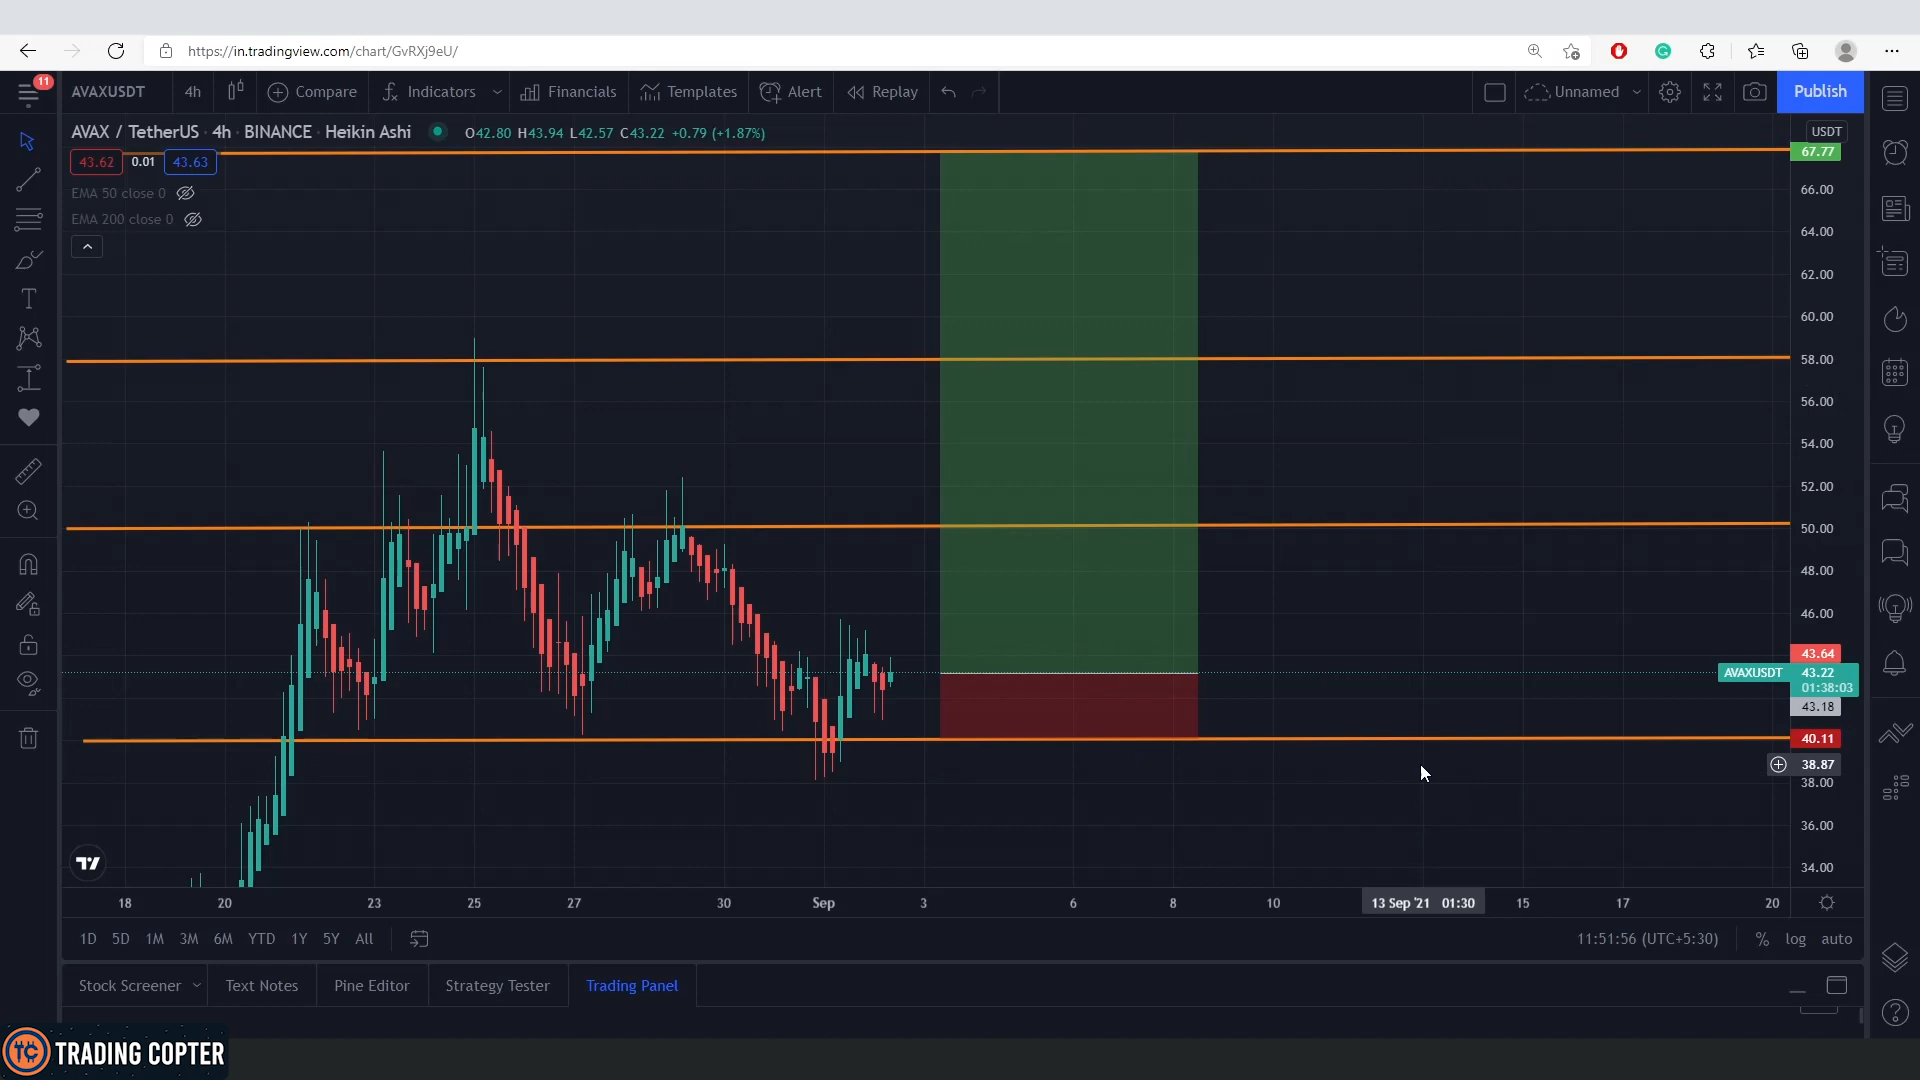 https://in.tradingview.com/chart/GvRXj9eU/
11
AVAXUSDT 4h Compare Indicators Financials Templates Alert Replay Unnamed Publish
AVAX / TetherUS · 4h · BINANCE · Heikin Ashi O42.80 H43.94 L42.57 C43.22 +0.79 (+1.87%)
USDT
43.62 0.01 43.63
67.77
EMA 50 close 0
66.00
EMA 200 close 0
64.00
62.00
60.00
58.00
56.00
54.00
52.00
50.00
48.00
46.00
43.64
AVAXUSDT 43.22
01:38:03
43.18
40.11
38.87
38.00
36.00
34.00
18 20 23 25 27 30 Sep 3 6 8 10 13 Sep '21 01:30 15 17 20
1D 5D 1M 3M 6M YTD 1Y 5Y All 11:51:56 (UTC+5:30) % log auto
Stock Screener Text Notes Pine Editor Strategy Tester Trading Panel
TC TRADING COPTER